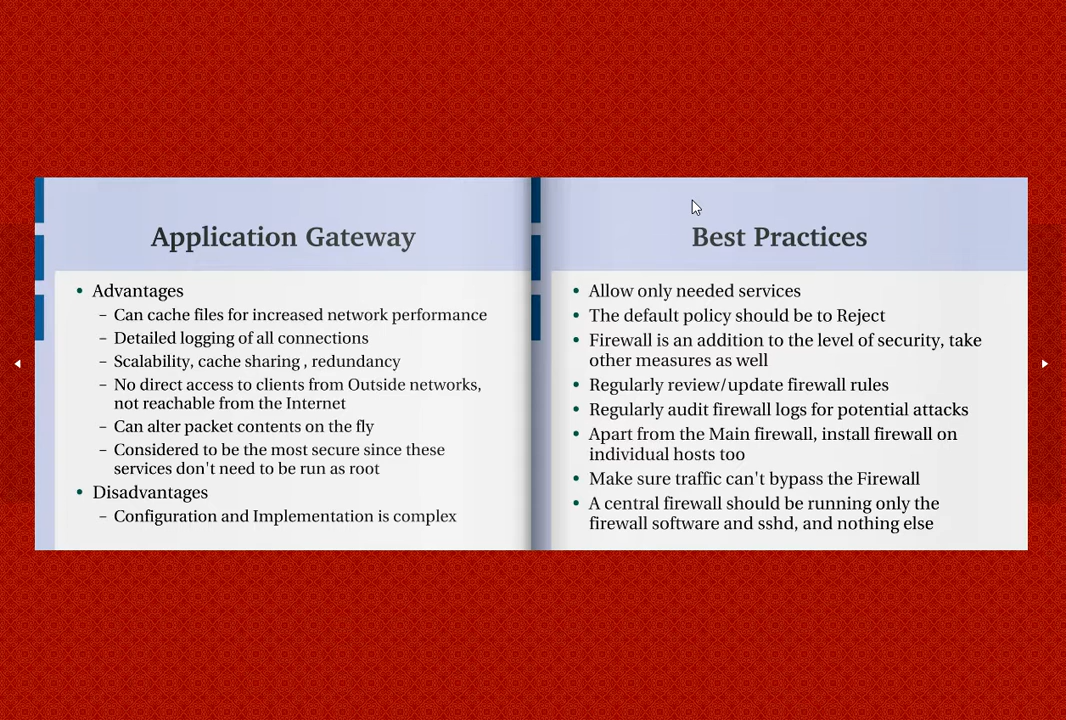 Application Gateway
• Advantages
– Can cache files for increased network performance
– Detailed logging of all connections
– Scalability, cache sharing , redundancy
– No direct access to clients from Outside networks,
not reachable from the Internet
– Can alter packet contents on the fly
– Considered to be the most secure since these
services don't need to be run as root
• Disadvantages
– Configuration and Implementation is complex
Best Practices
• Allow only needed services
• The default policy should be to Reject
• Firewall is an addition to the level of security, take
other measures as well
• Regularly review/update firewall rules
• Regularly audit firewall logs for potential attacks
• Apart from the Main firewall, install firewall on
individual hosts too
• Make sure traffic can't bypass the Firewall
• A central firewall should be running only the
firewall software and sshd, and nothing else